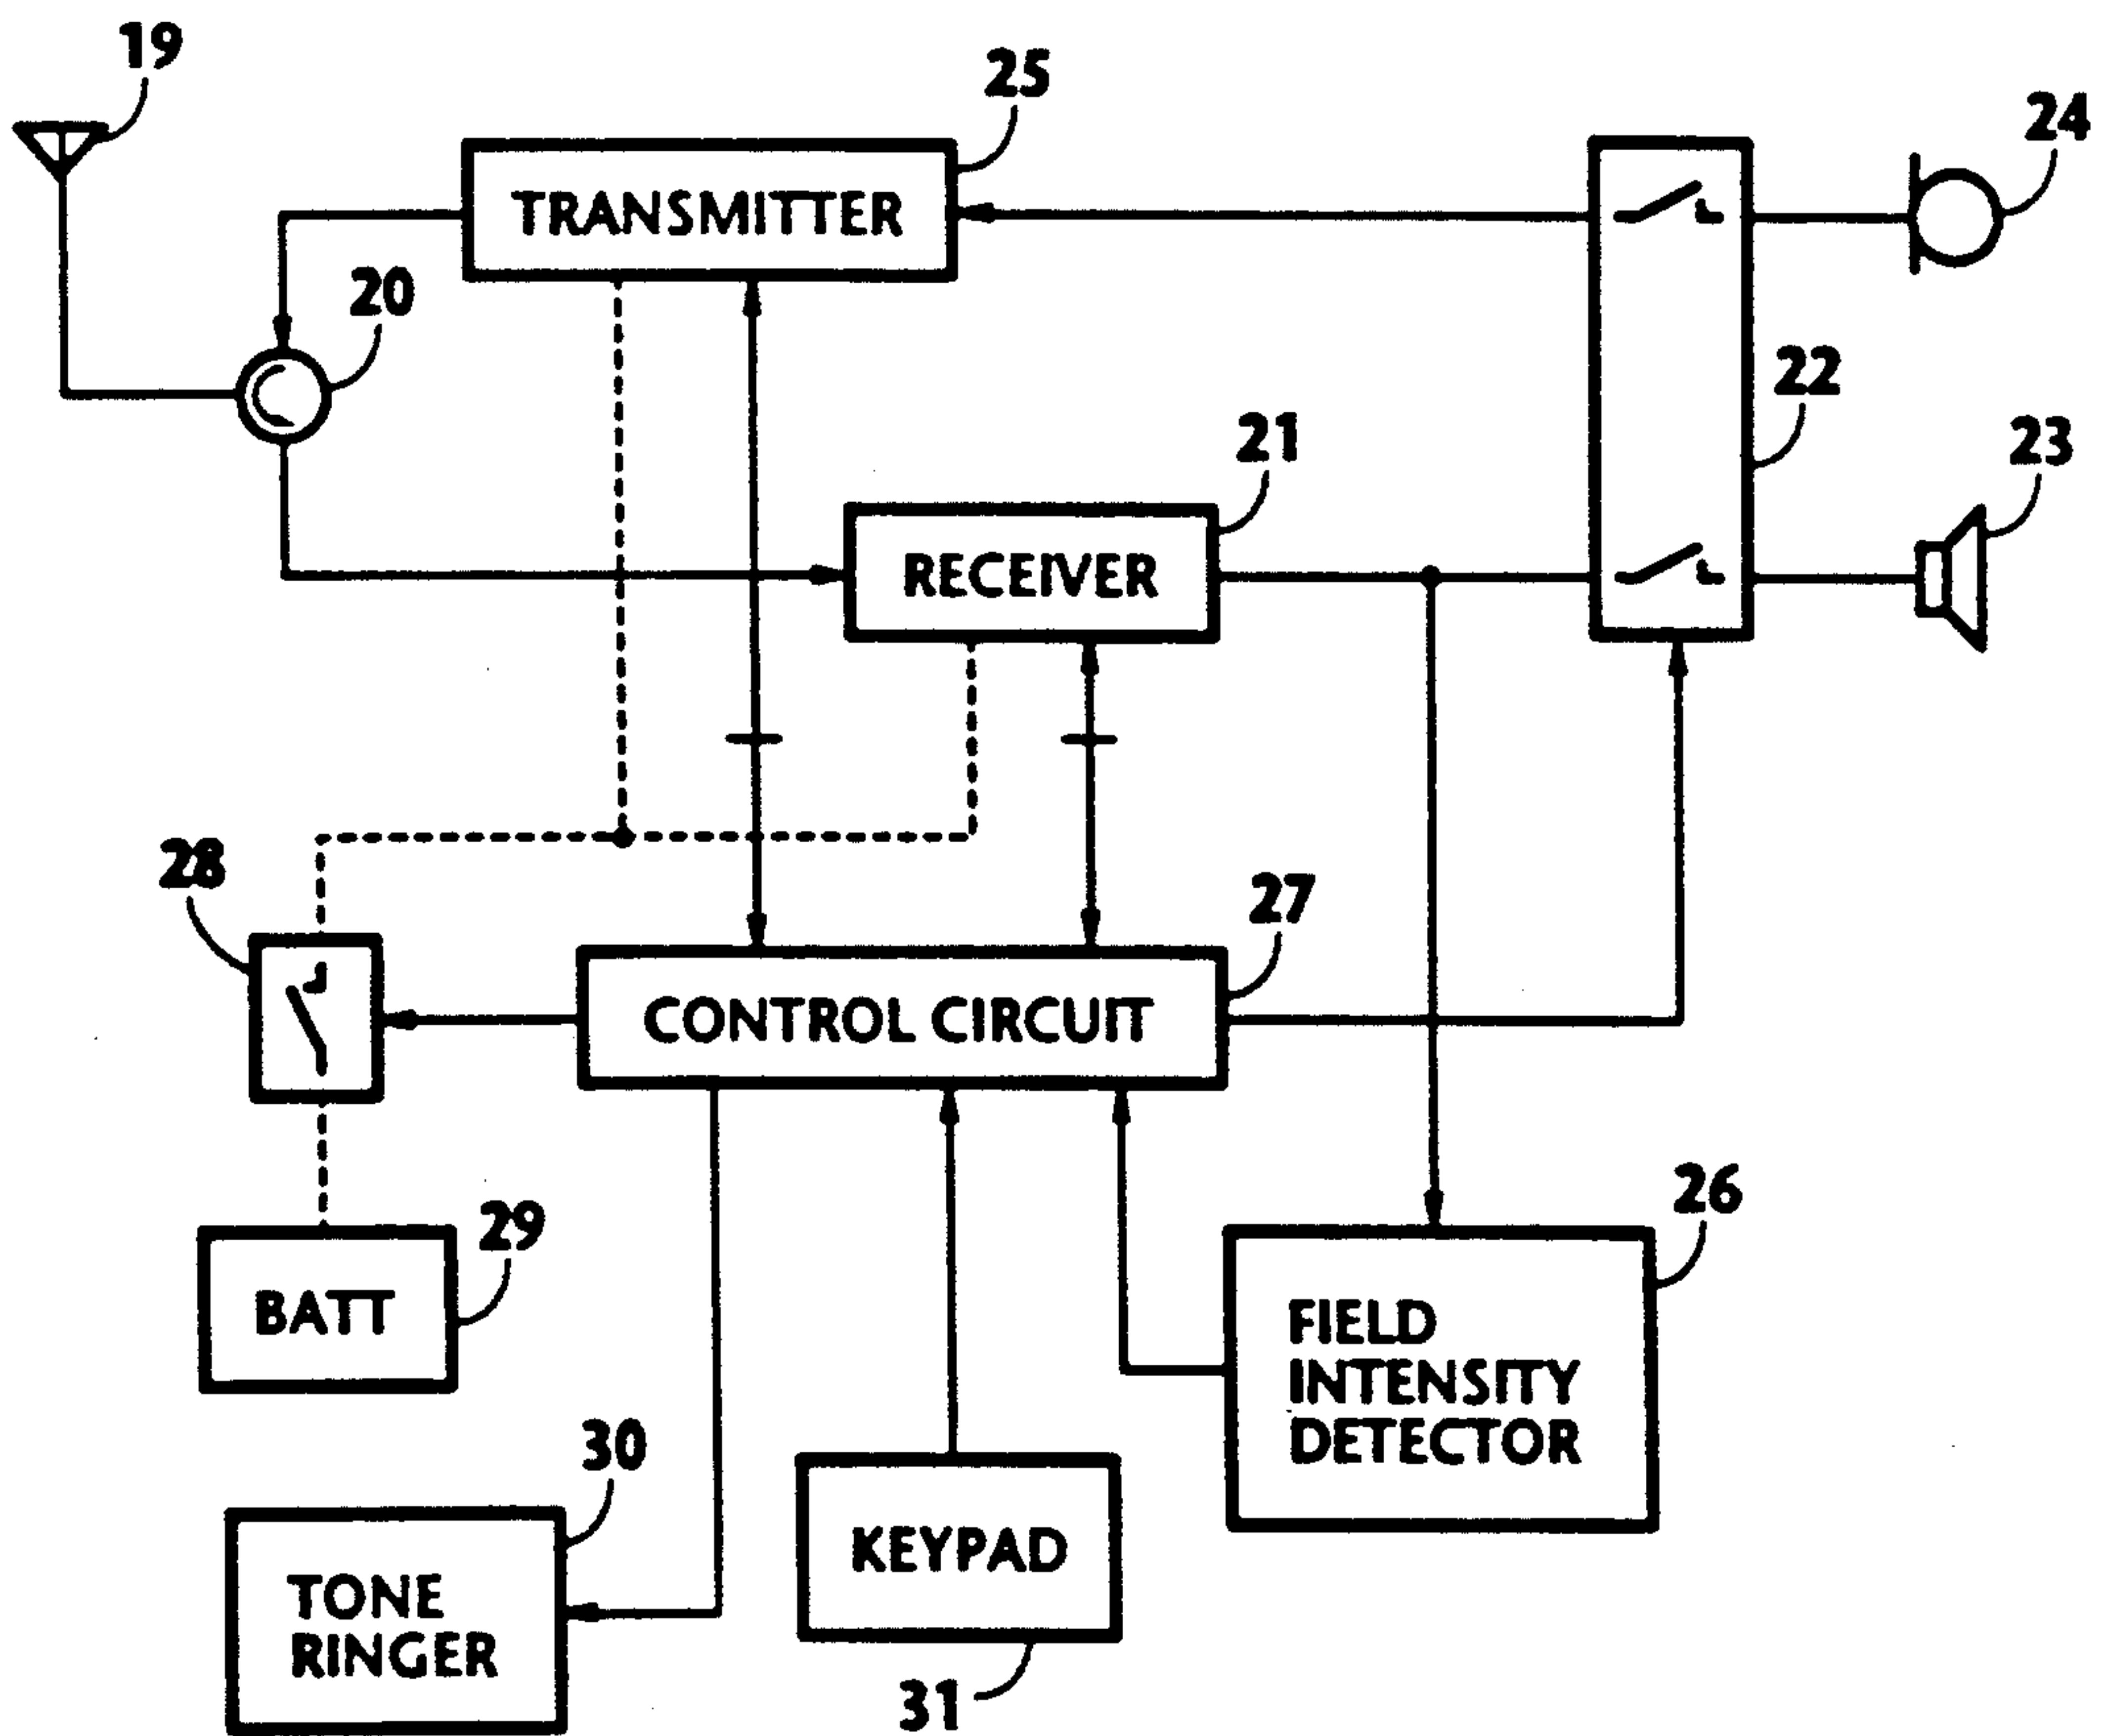 19
25
24
TRANSMITTER
20
22
21
23
RECEIVER
28
27
CONTROL CIRCUIT
26
29
BATT
FIELD
INTENSITY
DETECTOR
30
KEYPAD
TONE
RINGER
31